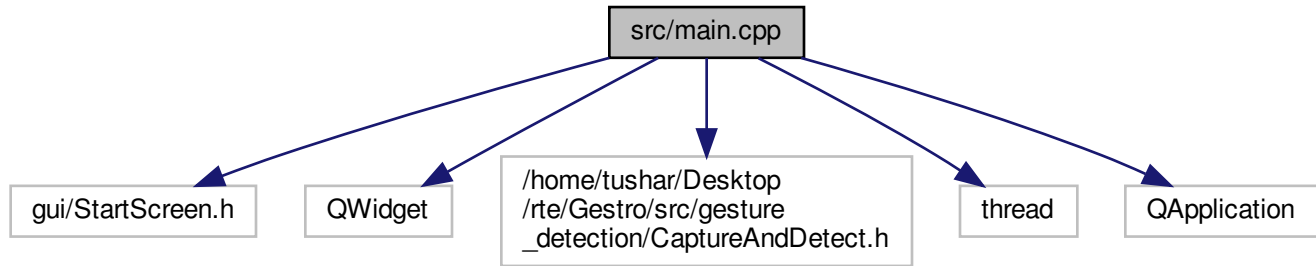 src/main.cpp
gui/StartScreen.h
QWidget
/home/tushar/Desktop
/rte/Gestro/src/gesture
_detection/CaptureAndDetect.h
thread
QApplication